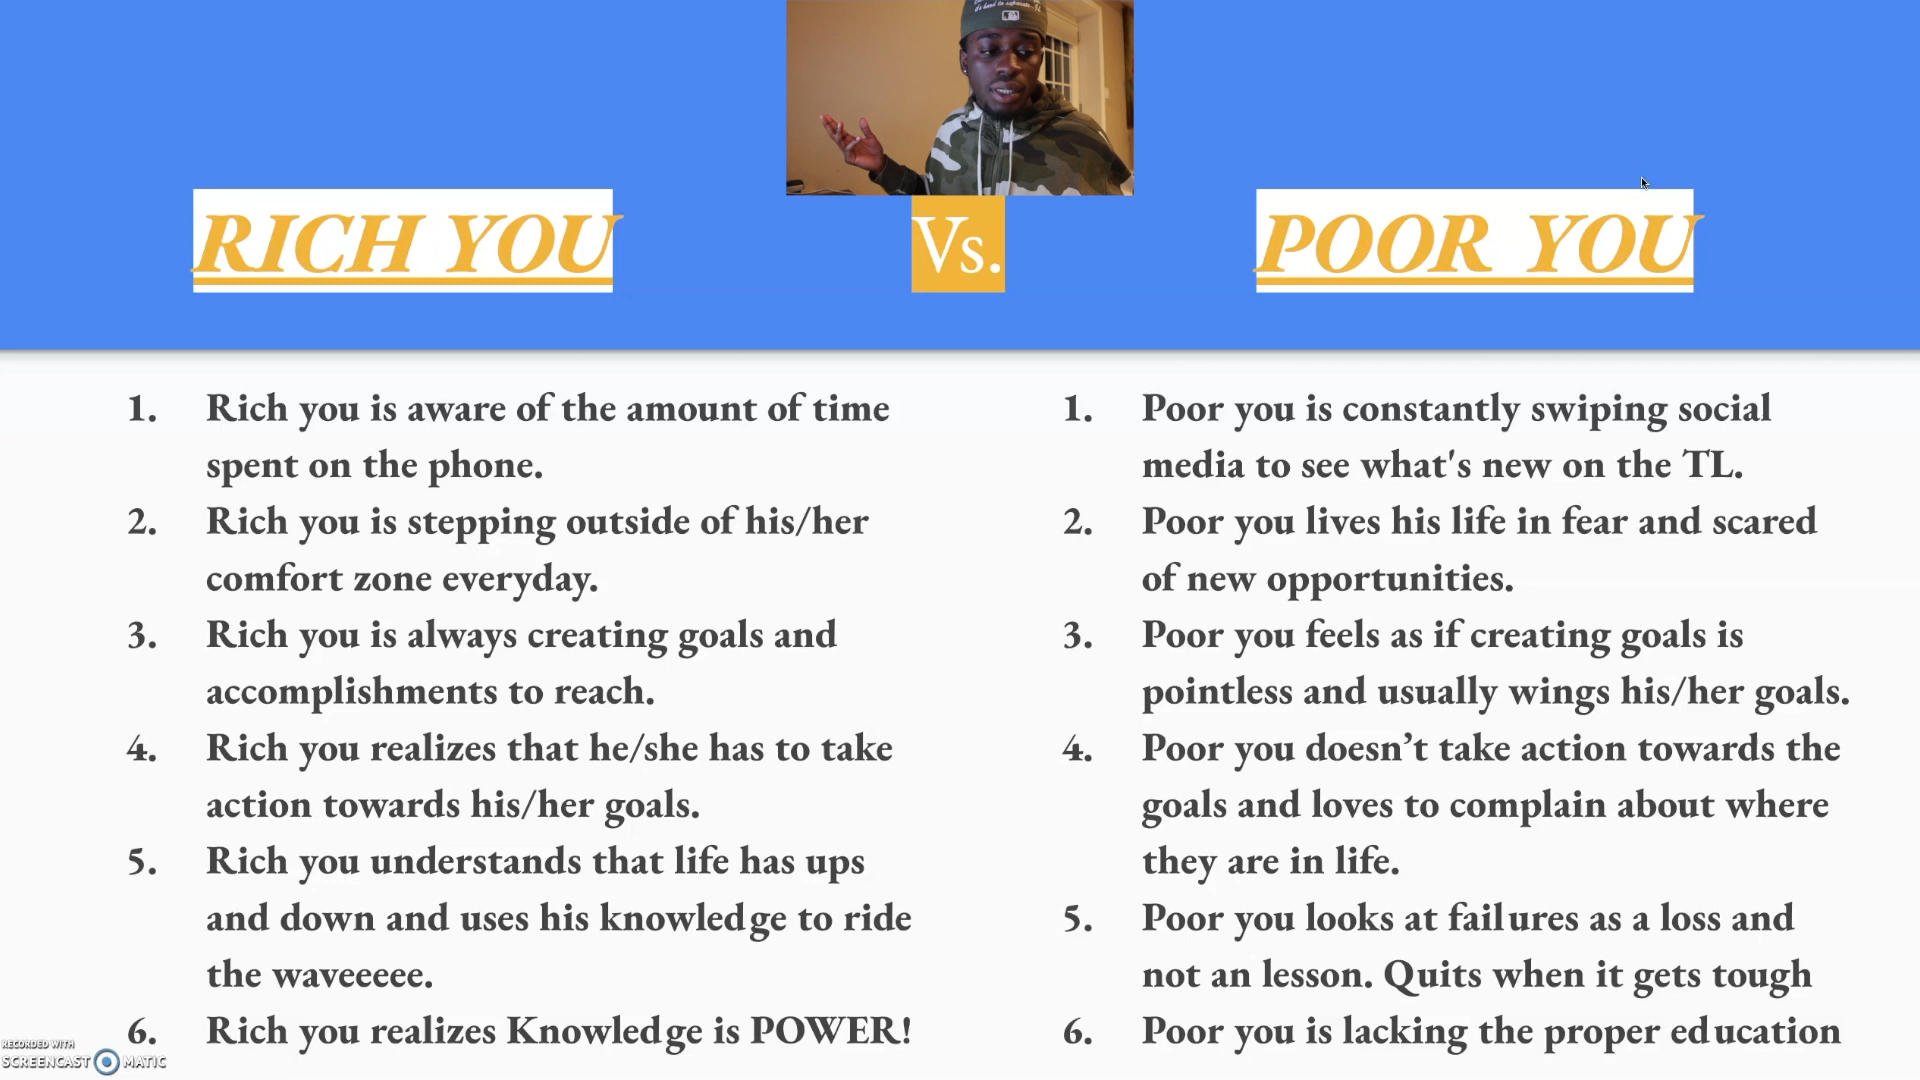 RICH YOU
Vs.
POOR YOU
1. Rich you is aware of the amount of time
spent on the phone.
2. Rich you is stepping outside of his/her
comfort zone everyday.
3. Rich you is always creating goals and
accomplishments to reach.
4. Rich you realizes that he/she has to take
action towards his/her goals.
5. Rich you understands that life has ups
and down and uses his knowledge to ride
the waveeeee.
6. Rich you realizes Knowledge is POWER!
1. Poor you is constantly swiping social
media to see what's new on the TL.
2. Poor you lives his life in fear and scared
of new opportunities.
3. Poor you feels as if creating goals is
pointless and usually wings his/her goals.
4. Poor you doesn’t take action towards the
goals and loves to complain about where
they are in life.
5. Poor you looks at failures as a loss and
not an lesson. Quits when it gets tough
6. Poor you is lacking the proper education
RECORDED WITH
SCREENCAST MATIC